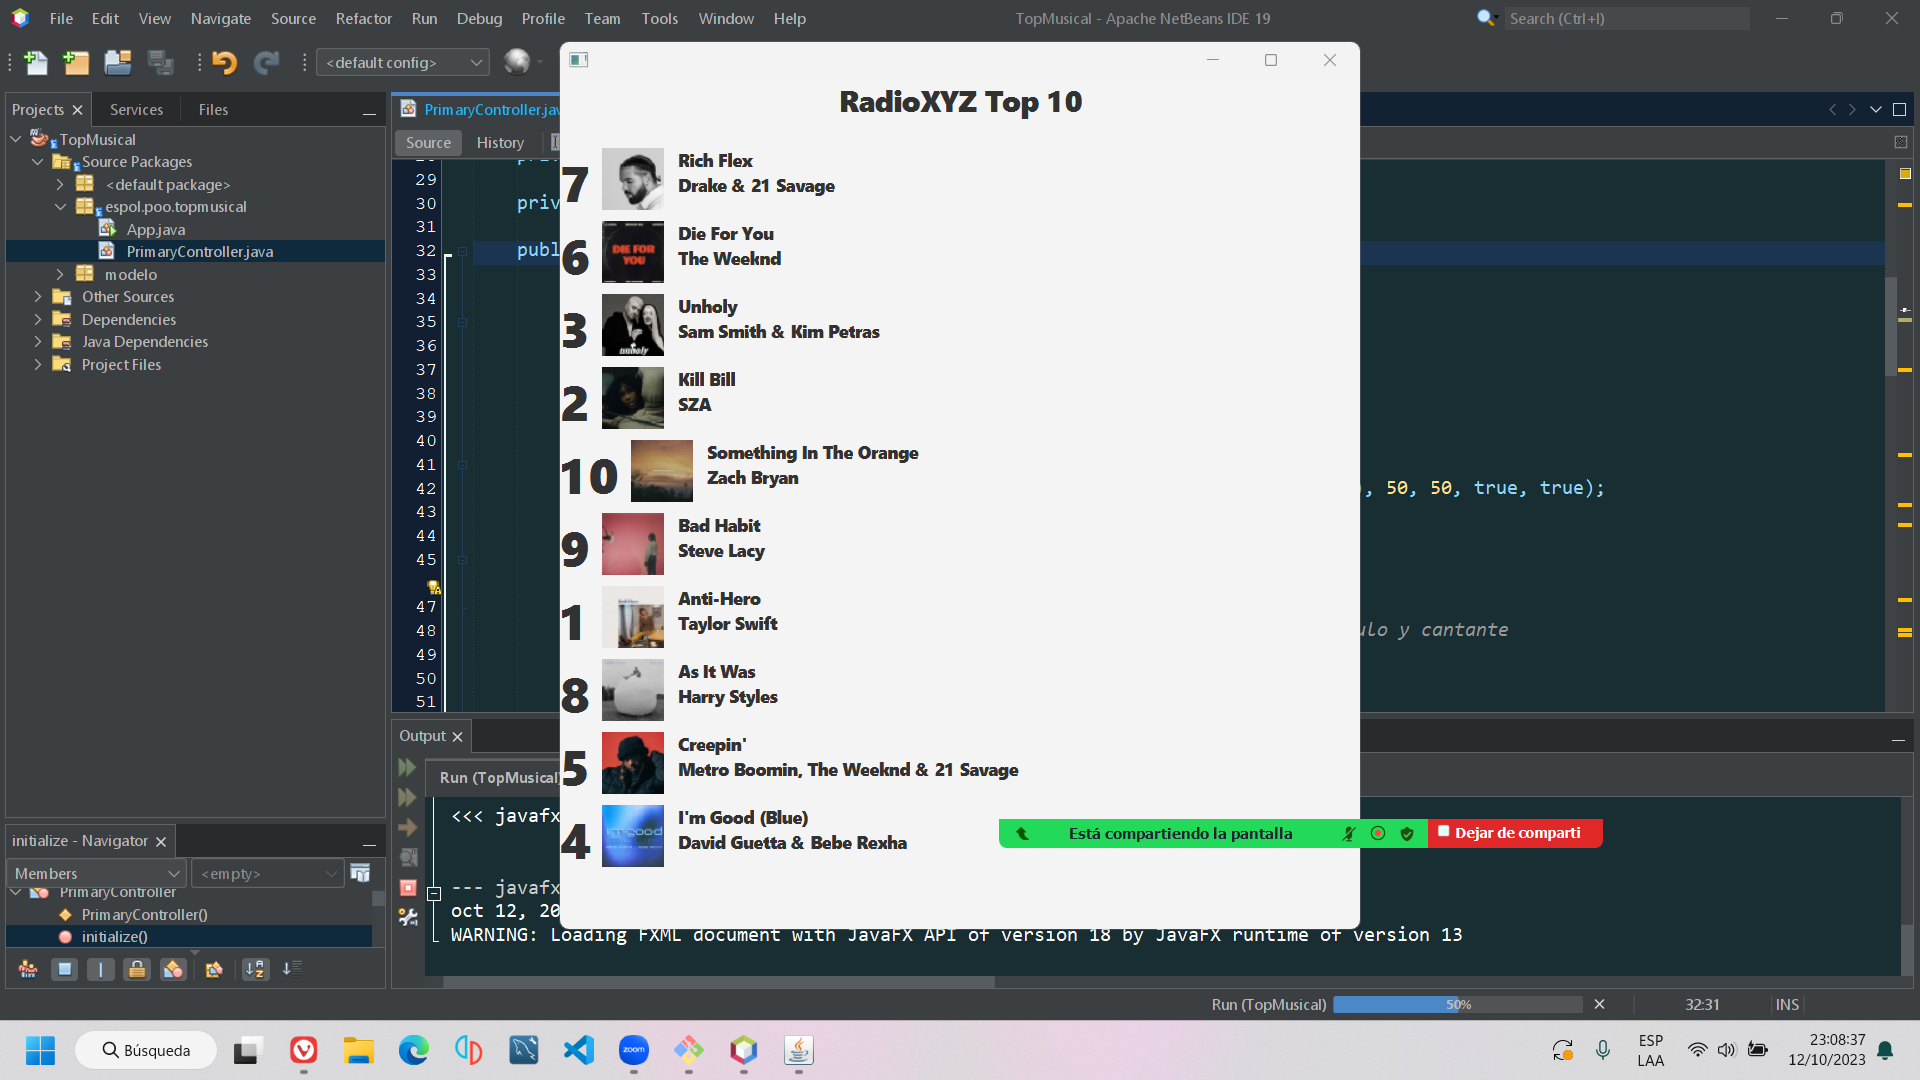 File Edit View Navigate Source Refactor Run Debug Profile Team Tools Window Help
TopMusical - Apache NetBeans IDE 19
Search (Ctrl+I)
<default config>
Projects
Services
Files
TopMusical
Source Packages
<default package>
espol.poo.topmusical
App.java
PrimaryController.java
modelo
Other Sources
Dependencies
Java Dependencies
Project Files
PrimaryController.jav
Source
History
29
30 priv
31
32 publ
33
34
35
36
37
38
39
40
41
42 , 50, 50, true, true);
43
44
45
47
48 ulo y cantante
49
50
51
RadioXYZ Top 10
7
Rich Flex
Drake & 21 Savage
6
Die For You
The Weeknd
DIE FOR
YOU
3
Unholy
Sam Smith & Kim Petras
unholy
2
Kill Bill
SZA
10
Something In The Orange
Zach Bryan
9
Bad Habit
Steve Lacy
1
Anti-Hero
Taylor Swift
8
As It Was
Harry Styles
5
Creepin'
Metro Boomin, The Weeknd & 21 Savage
4
I'm Good (Blue)
David Guetta & Bebe Rexha
Está compartiendo la pantalla
Dejar de comparti
Output
Run (TopMusical)
<<< javafx
--- javafx
oct 12, 20
WARNING: Loading FXML document with JavaFX API of version 18 by JavaFX runtime of version 13
initialize - Navigator
Members
<empty>
PrimaryController
PrimaryController()
initialize()
Run (TopMusical)
50%
32:31
INS
Búsqueda
zoom
ESP
LAA
23:08:37
12/10/2023